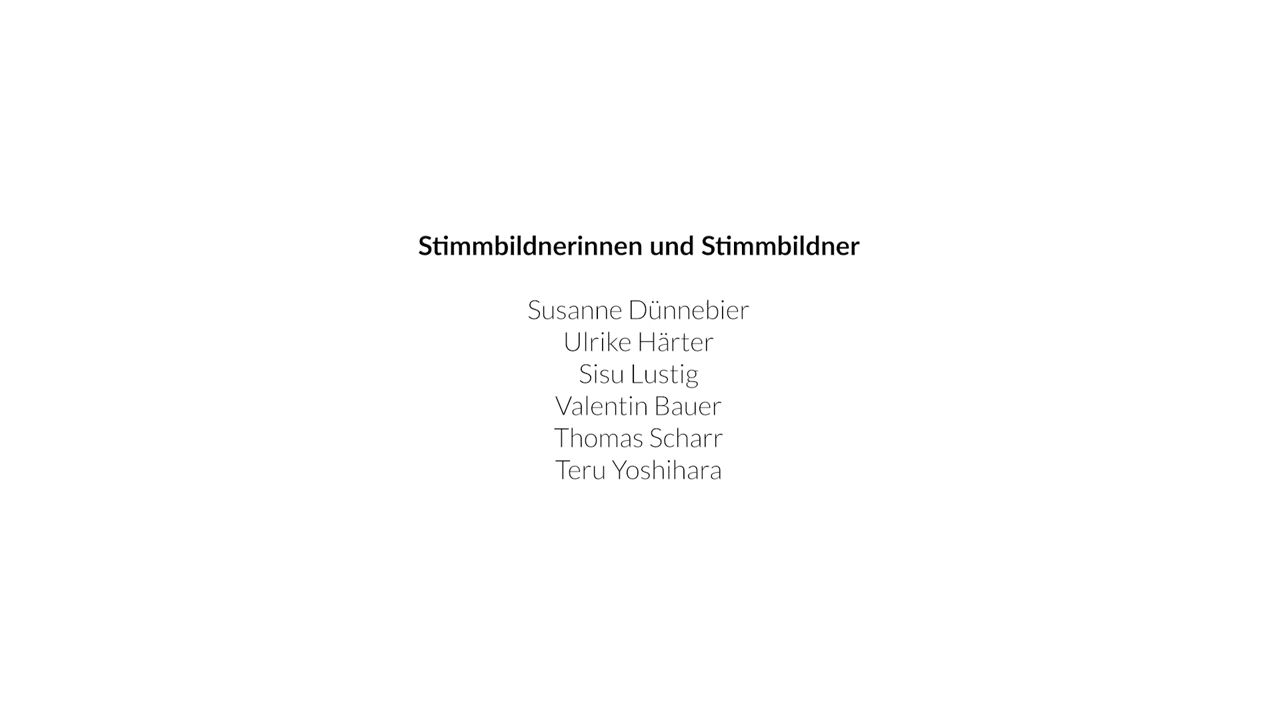 Stimmbildnerinnen und Stimmbildner
Susanne Dünnebier
Ulrike Härter
Sisu Lustig
Valentin Bauer
Thomas Scharr
Teru Yoshihara